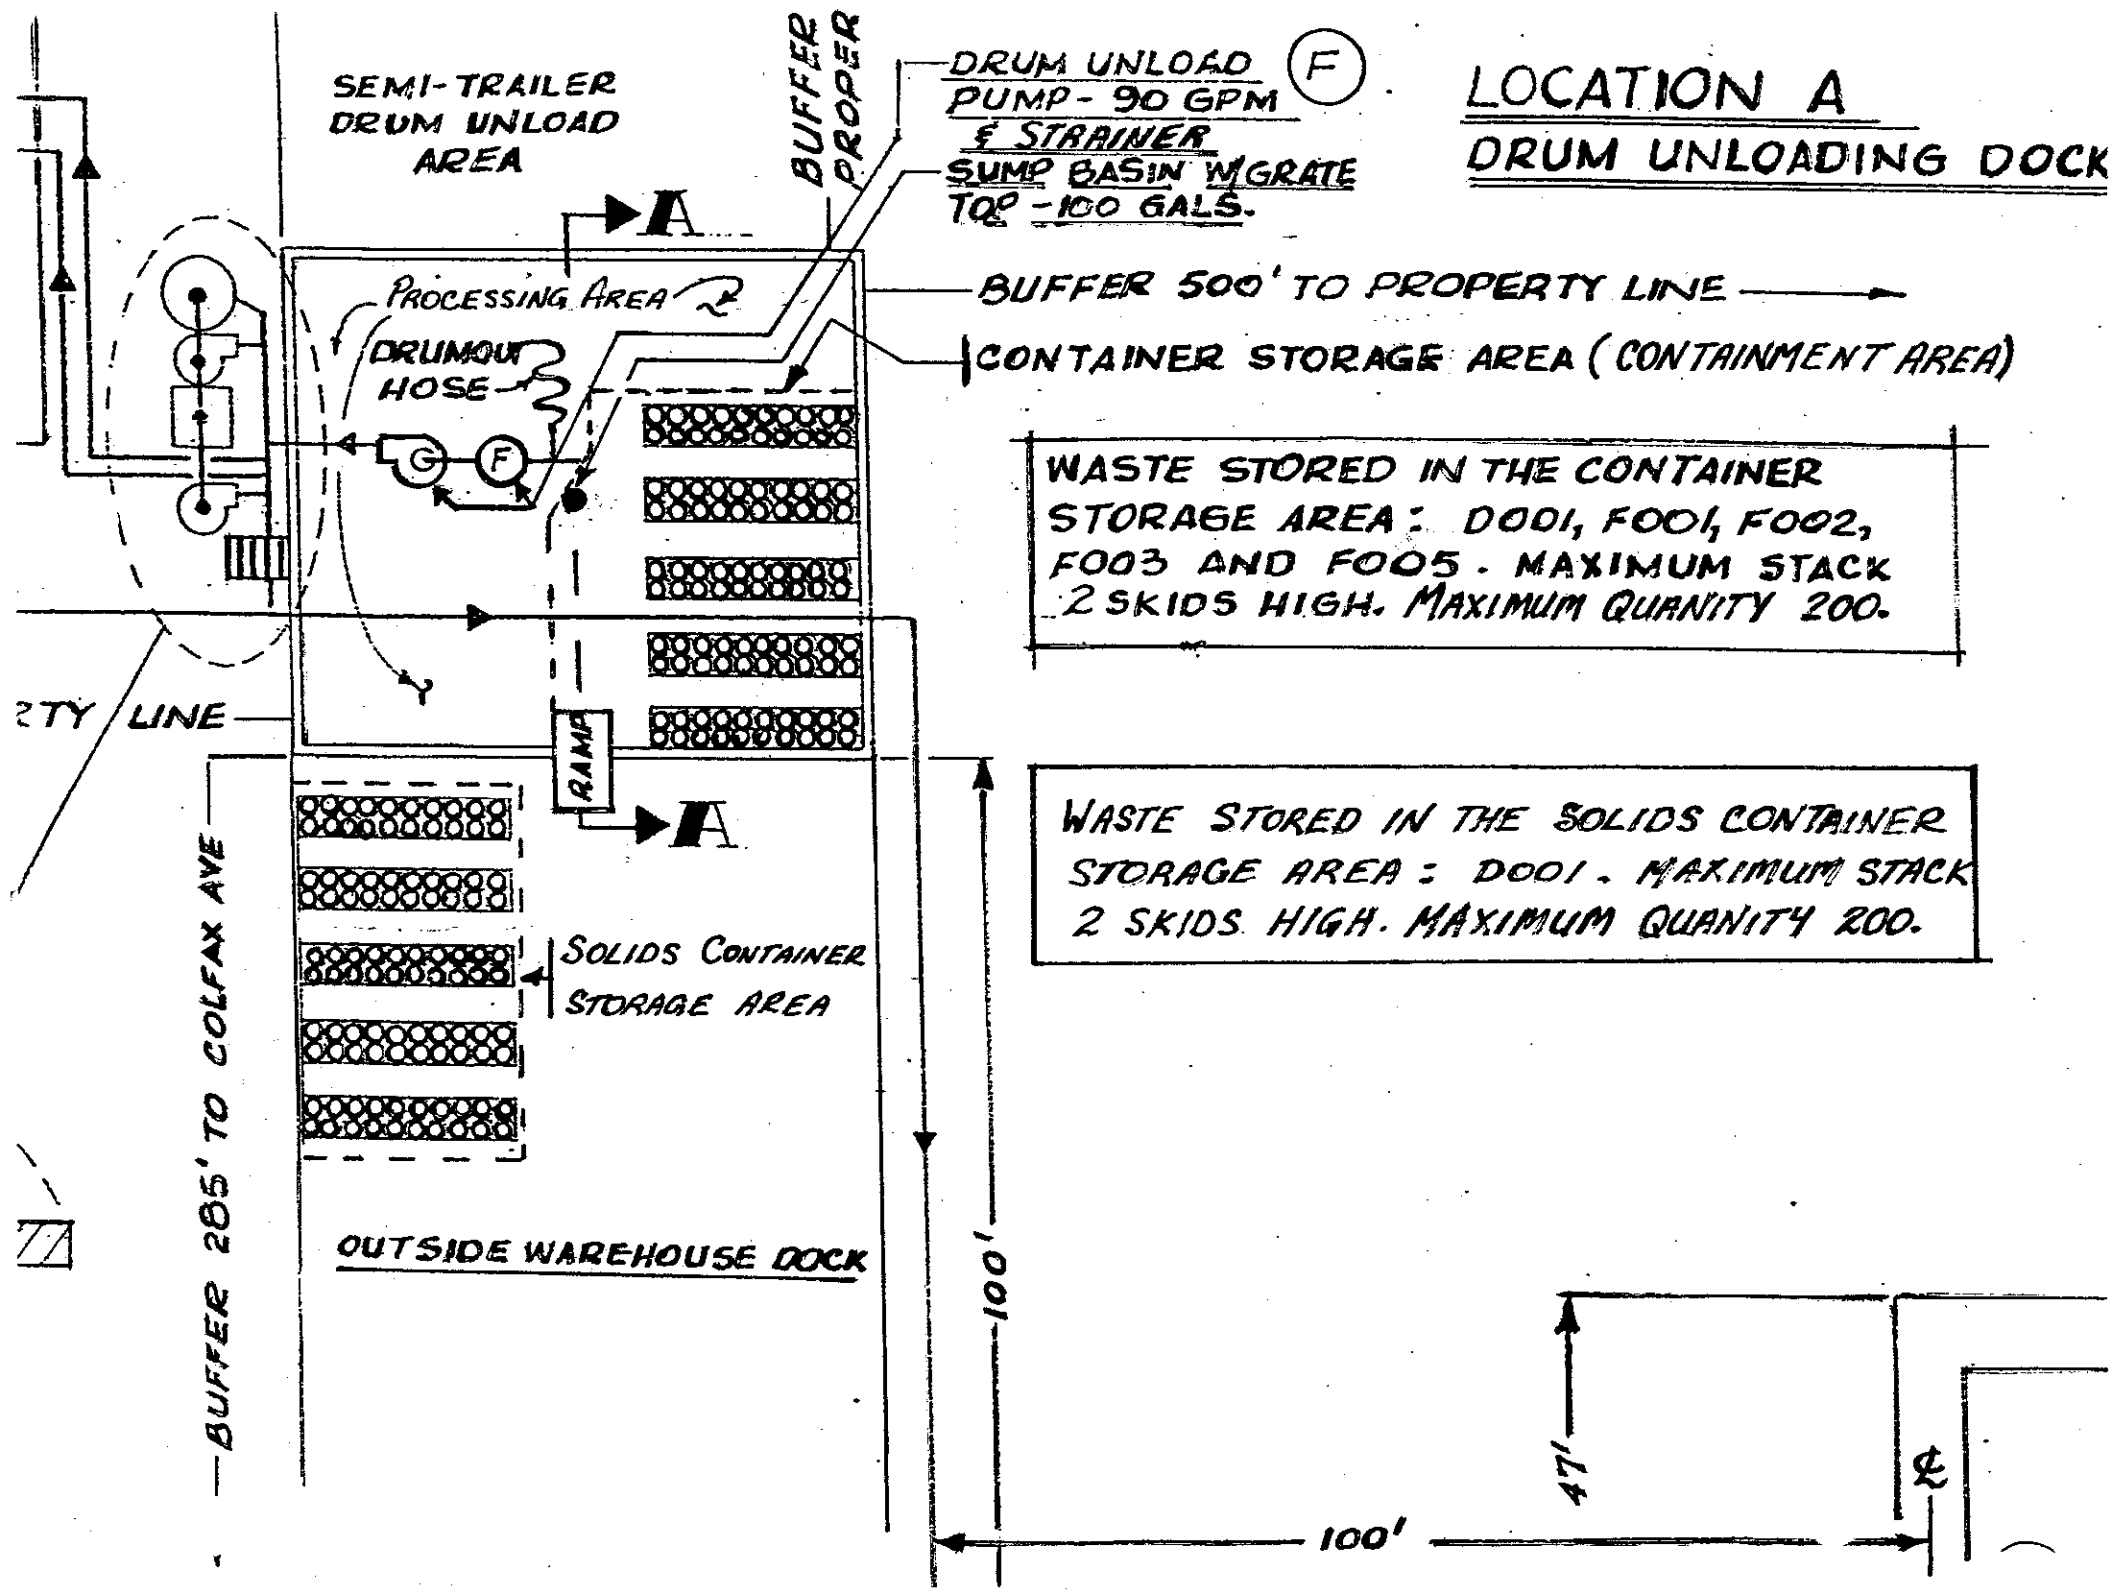 SEMI-TRAILER
DRUM UNLOAD
AREA
BUFFER
PROPER
DRUM UNLOAD
PUMP - 90 GPM
& STRAINER
F
SUMP BASIN W/GRATE
TOP - 100 GALS.
LOCATION A
DRUM UNLOADING DOCK
A
BUFFER 500' TO PROPERTY LINE
CONTAINER STORAGE AREA (CONTAINMENT AREA)
PROCESSING AREA
DRUMOUT
HOSE
G
F
WASTE STORED IN THE CONTAINER
STORAGE AREA: D001, F001, F002,
F003 AND F005. MAXIMUM STACK
2 SKIDS HIGH. MAXIMUM QUANITY 200.
RTY LINE
RAMP
A
WASTE STORED IN THE SOLIDS CONTAINER
STORAGE AREA: D001. MAXIMUM STACK
2 SKIDS HIGH. MAXIMUM QUANITY 200.
SOLIDS CONTAINER
STORAGE AREA
BUFFER 285' TO COLFAX AVE
OUTSIDE WAREHOUSE DOCK
100'
47'
℄
100'